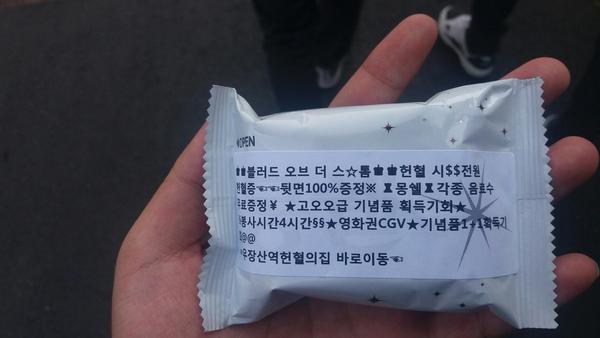 OPEN
블러드 오브 더 스☆톰♚♚헌혈 시$$전원
헌혈증☜☜뒷면100%증정※ ♜몽쉘♜각종 음료수
무료증정¥ ★고오오급 기념품 획득기회★
봉사시간4시간§§★영화권CGV★기념품1+1획득기
회@@
우장산역헌혈의집 바로이동☜